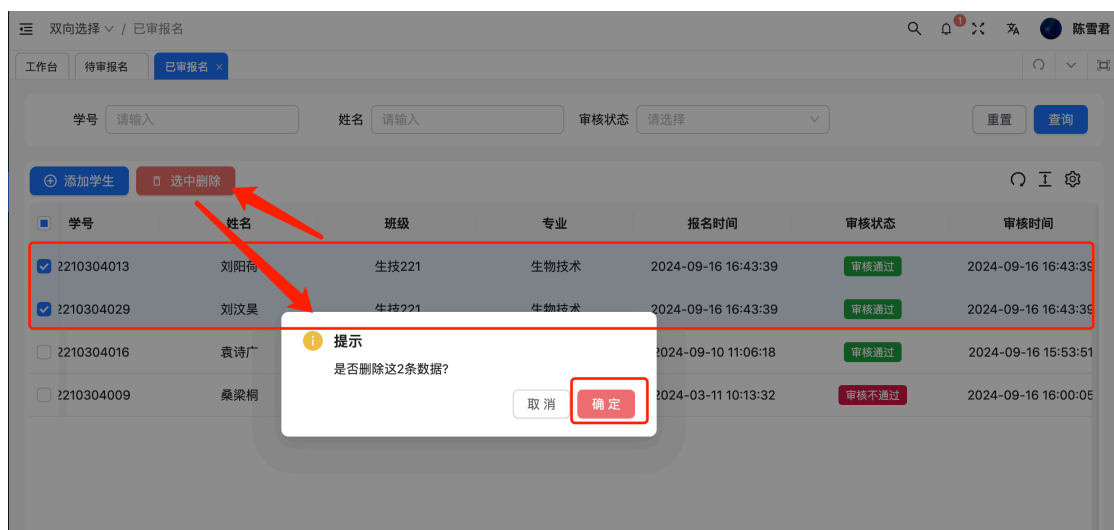 双向选择 / 已审报名
1
陈雪君
工作台 待审报名 已审报名 ×
学号 请输入 姓名 请输入 审核状态 请选择 重置 查询
添加学生 选中删除
学号 姓名 班级 专业 报名时间 审核状态 审核时间
2210304013 刘阳荷 生技221 生物技术 2024-09-16 16:43:39 审核通过 2024-09-16 16:43:39
2210304029 刘汶昊 生技221 生物技术 2024-09-16 16:43:39 审核通过 2024-09-16 16:43:39
2210304016 袁诗广 2024-09-10 11:06:18 审核通过 2024-09-16 15:53:51
2210304009 桑梁桐 2024-03-11 10:13:32 审核不通过 2024-09-16 16:00:05
提示
是否删除这2条数据?
取 消 确 定